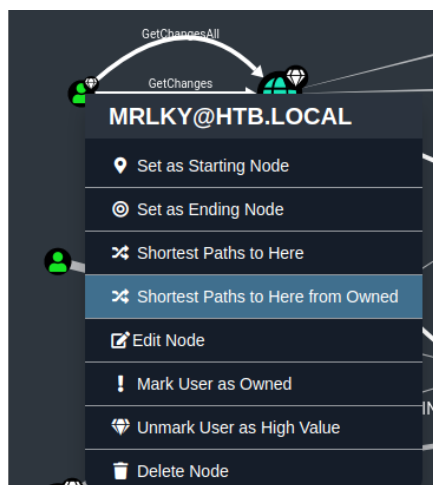 GetChangesAll
GetChanges
MRLKY@HTB.LOCAL
Set as Starting Node
Set as Ending Node
Shortest Paths to Here
Shortest Paths to Here from Owned
Edit Node
Mark User as Owned
IN
Unmark User as High Value
Delete Node